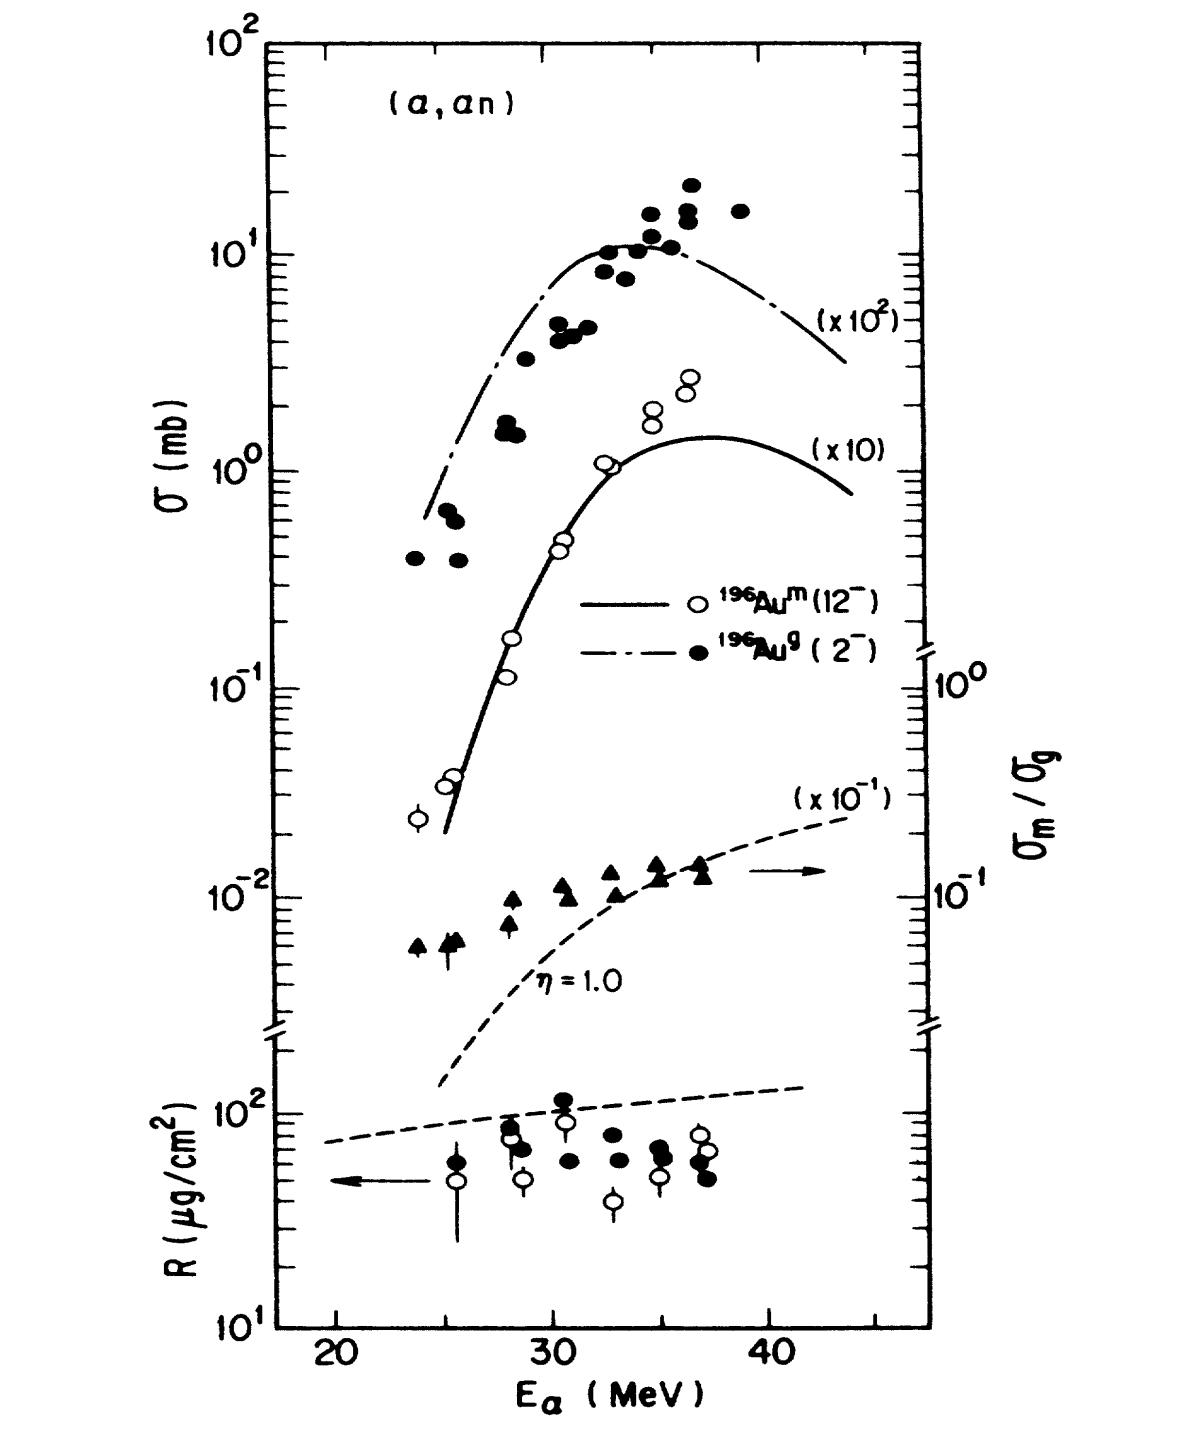 10²
(α,αn)
10¹
(x10²)
σ (mb)
10⁰
(x10)
¹⁹⁶Auᵐ(12⁻)
¹⁹⁶Auᵍ(2⁻)
10⁻¹
10⁰
σm/σg
(x10⁻¹)
10⁻²
10⁻¹
η=1.0
10²
R (μg/cm²)
10¹
20 30 40
Eα (MeV)